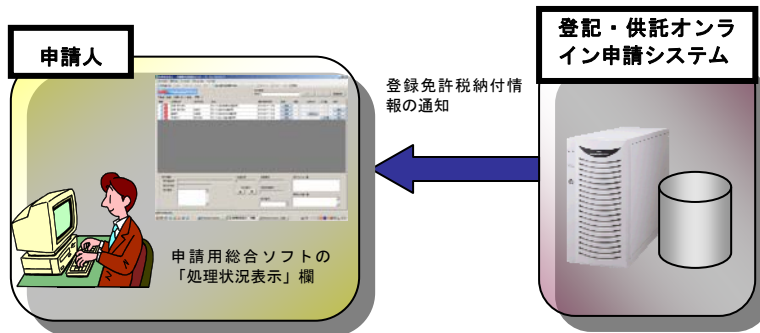 申請人
登記・供託オンラ
イン申請システム
登録免許税納付情
報の通知
申請用総合ソフトの
「処理状況表示」欄